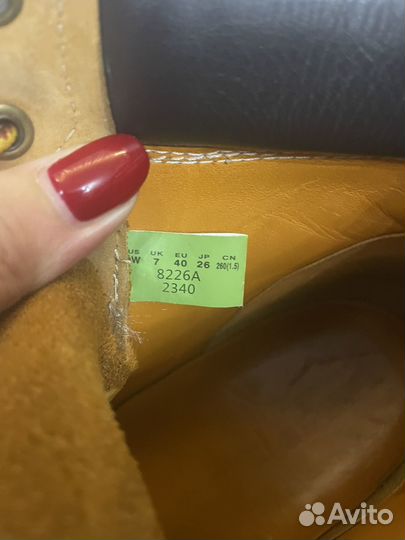 US UK EU JP CN
W 7 40 26 260(1.5)
8226A
2340
Avito